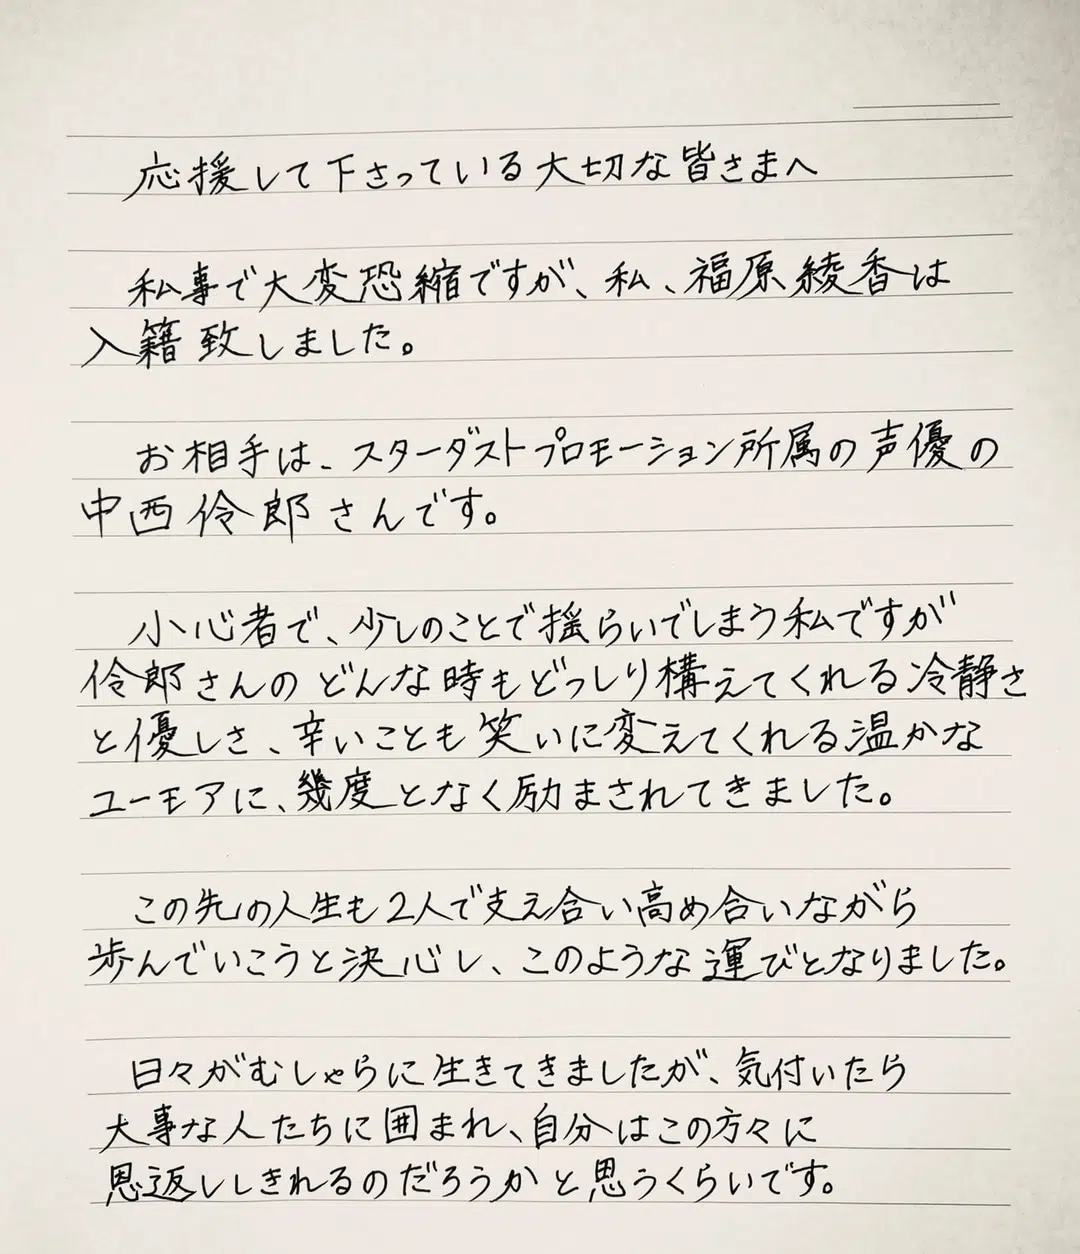 応援して下さっている大切な皆さまへ
私事で大変恐縮ですが、私、福原綾香は
入籍致しました。
お相手は、スターダストプロモーション所属の声優の
中西伶郎さんです。
小心者で、少しのことで揺らいでしまう私ですが
伶郎さんのどんな時もどっしり構えてくれる冷静さ
と優しさ、辛いことも笑いに変えてくれる温かな
ユーモアに、幾度となく励まされてきました。
この先の人生も2人で支え合い高め合いながら
歩んでいこうと決心し、このような運びとなりました。
日々がむしゃらに生きてきましたが、気付いたら
大事な人たちに囲まれ、自分はこの方々に
恩返ししきれるのだろうかと思うくらいです。